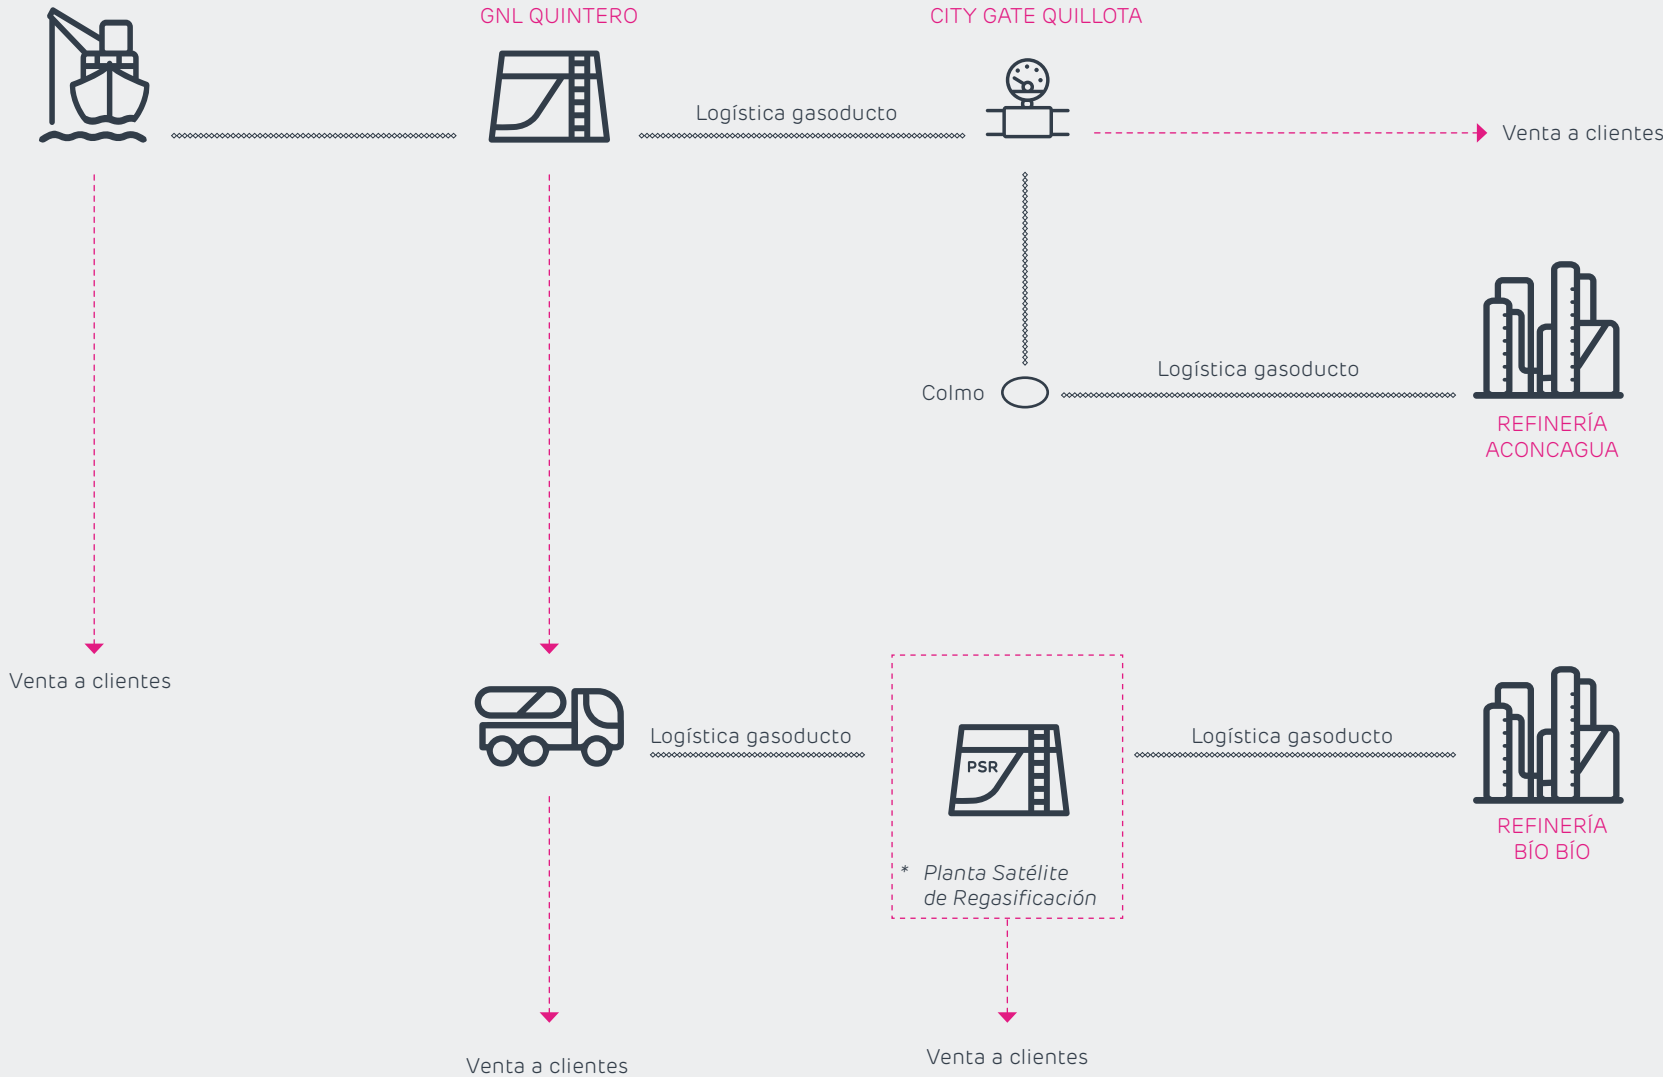 GNL QUINTERO
CITY GATE QUILLOTA
Logística gasoducto
Venta a clientes
Logística gasoducto
Colmo
REFINERÍA
ACONCAGUA
Venta a clientes
Logística gasoducto
Logística gasoducto
PSR
REFINERÍA
BÍO BÍO
* Planta Satélite
de Regasificación
Venta a clientes
Venta a clientes